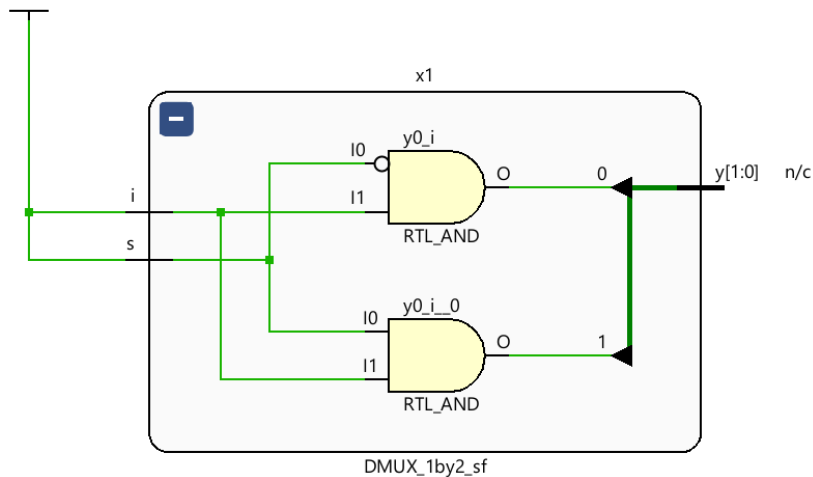 x1
y0_i
I0
O
0
y[1:0]
n/c
i
I1
RTL_AND
s
y0_i__0
I0
O
1
I1
RTL_AND
DMUX_1by2_sf